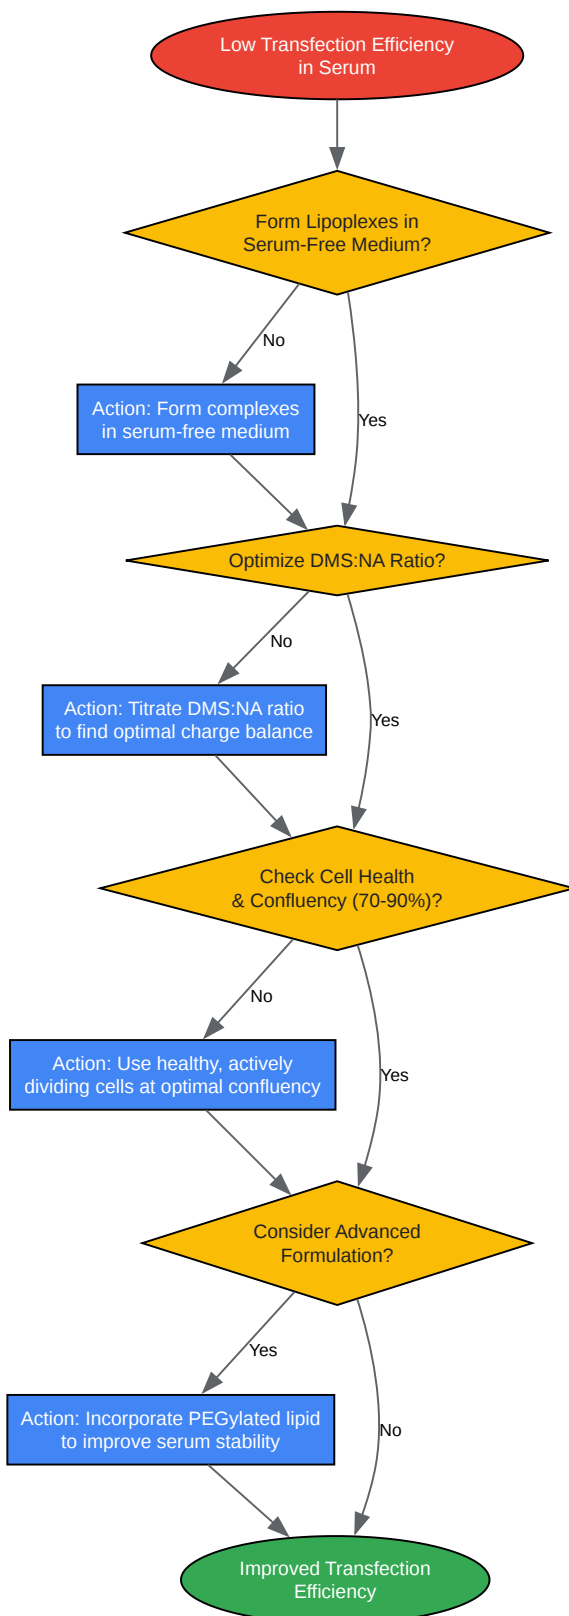 Low Transfection Efficiency
in Serum
Form Lipoplexes in
Serum-Free Medium?
No
Action: Form complexes
in serum-free medium
Yes
Optimize DMS:NA Ratio?
No
Action: Titrate DMS:NA ratio
to find optimal charge balance
Yes
Check Cell Health
& Confluency (70-90%)?
No
Action: Use healthy, actively
dividing cells at optimal confluency
Yes
Consider Advanced
Formulation?
Yes
Action: Incorporate PEGylated lipid
to improve serum stability
No
Improved Transfection
Efficiency